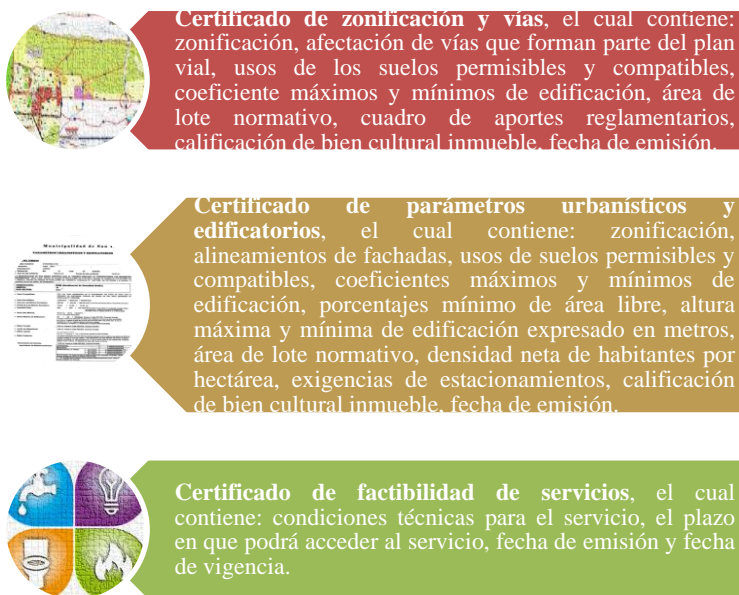 Certificado de zonificación y vías, el cual contiene:
zonificación, afectación de vías que forman parte del plan
vial, usos de los suelos permisibles y compatibles,
coeficiente máximos y mínimos de edificación, área de
lote normativo, cuadro de aportes reglamentarios,
calificación de bien cultural inmueble, fecha de emisión.
Certificado de parámetros urbanísticos y
edificatorios, el cual contiene: zonificación,
alineamientos de fachadas, usos de suelos permisibles y
compatibles, coeficientes máximos y mínimos de
edificación, porcentajes mínimo de área libre, altura
máxima y mínima de edificación expresado en metros,
área de lote normativo, densidad neta de habitantes por
hectárea, exigencias de estacionamientos, calificación
de bien cultural inmueble, fecha de emisión.
Municipalidad de San
Certificado de factibilidad de servicios, el cual
contiene: condiciones técnicas para el servicio, el plazo
en que podrá acceder al servicio, fecha de emisión y fecha
de vigencia.